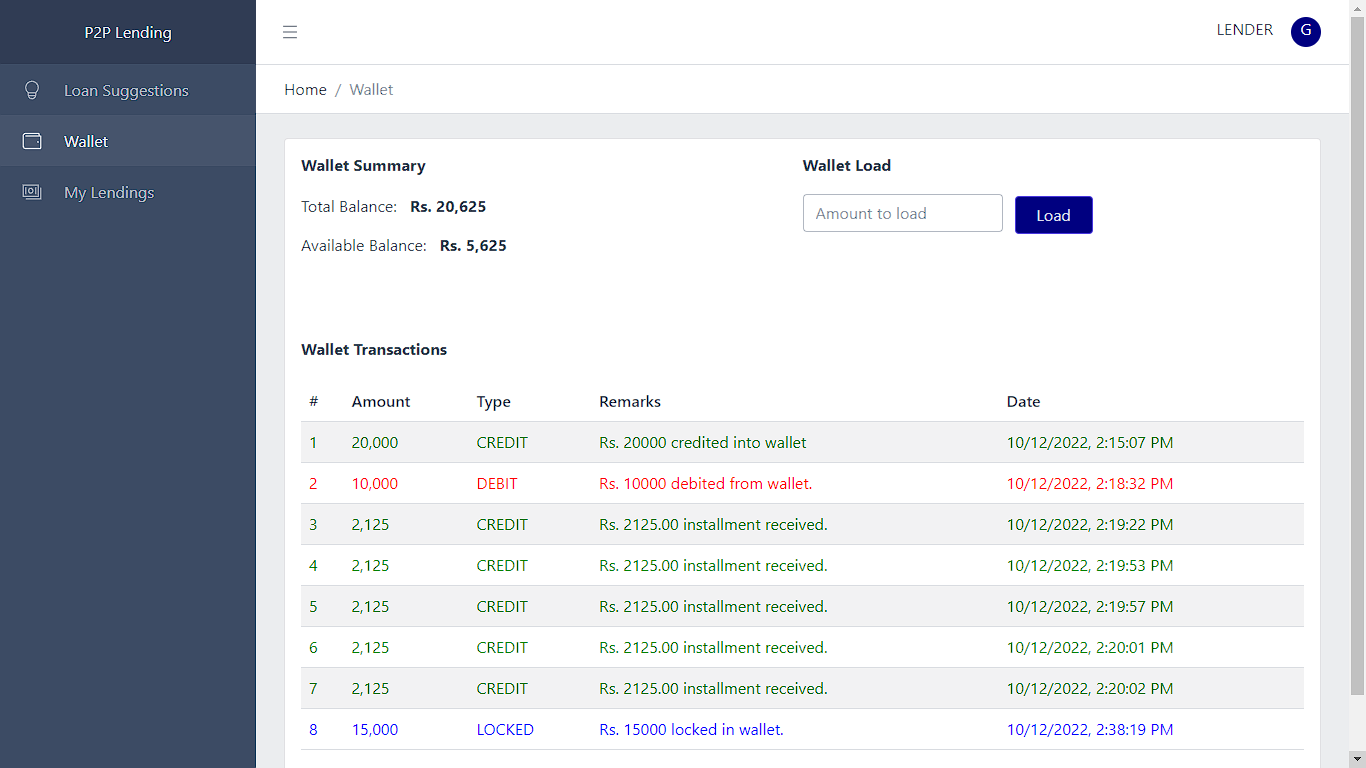 P2P Lending
LENDER
G
Loan Suggestions
Wallet
My Lendings
Home / Wallet
Wallet Summary
Total Balance: Rs. 20,625
Available Balance: Rs. 5,625
Wallet Load
Amount to load
Load
Wallet Transactions
# Amount Type Remarks Date
1 20,000 CREDIT Rs. 20000 credited into wallet 10/12/2022, 2:15:07 PM
2 10,000 DEBIT Rs. 10000 debited from wallet. 10/12/2022, 2:18:32 PM
3 2,125 CREDIT Rs. 2125.00 installment received. 10/12/2022, 2:19:22 PM
4 2,125 CREDIT Rs. 2125.00 installment received. 10/12/2022, 2:19:53 PM
5 2,125 CREDIT Rs. 2125.00 installment received. 10/12/2022, 2:19:57 PM
6 2,125 CREDIT Rs. 2125.00 installment received. 10/12/2022, 2:20:01 PM
7 2,125 CREDIT Rs. 2125.00 installment received. 10/12/2022, 2:20:02 PM
8 15,000 LOCKED Rs. 15000 locked in wallet. 10/12/2022, 2:38:19 PM